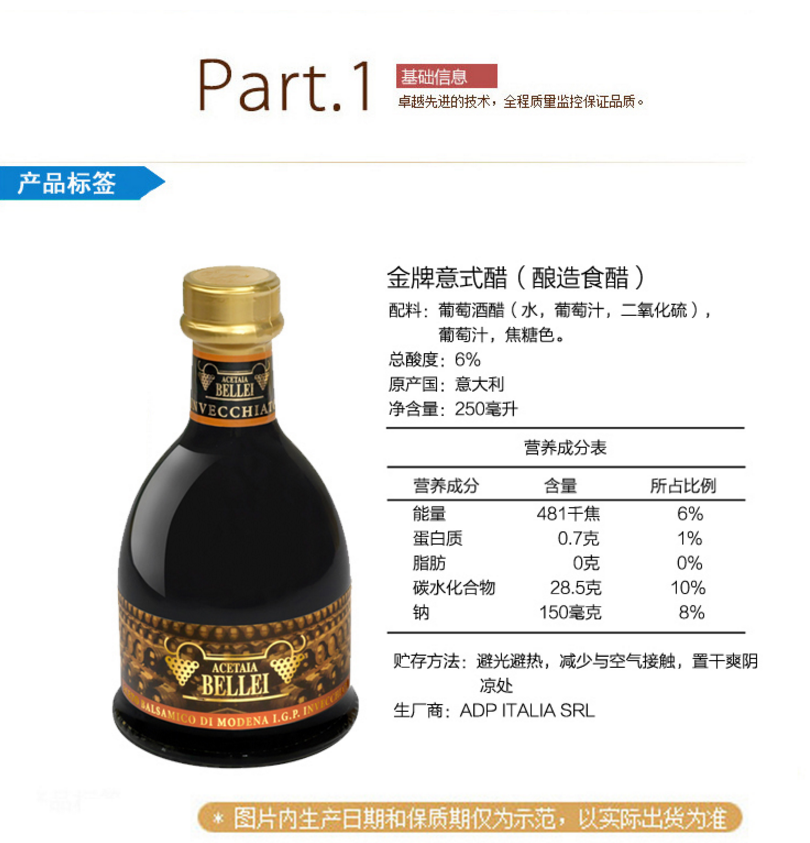 Part.1
基础信息
卓越先进的技术，全程质量监控保证品质。
产品标签
金牌意式醋（酿造食醋）
配料：葡萄酒醋（水，葡萄汁，二氧化硫），
葡萄汁，焦糖色。
总酸度：6%
原产国：意大利
净含量：250毫升
营养成分表
营养成分 含量 所占比例
能量 481千焦 6%
蛋白质 0.7克 1%
脂肪 0克 0%
碳水化合物 28.5克 10%
钠 150毫克 8%
贮存方法：避光避热，减少与空气接触，置干爽阴
凉处
生厂商：ADP ITALIA SRL
ACETAIA
BELLEI
INVECCHIAT
ACETAIA
BELLEI
BALSAMICO DI MODENA I.G.P. INVECC
* 图片内生产日期和保质期仅为示范，以实际出货为准